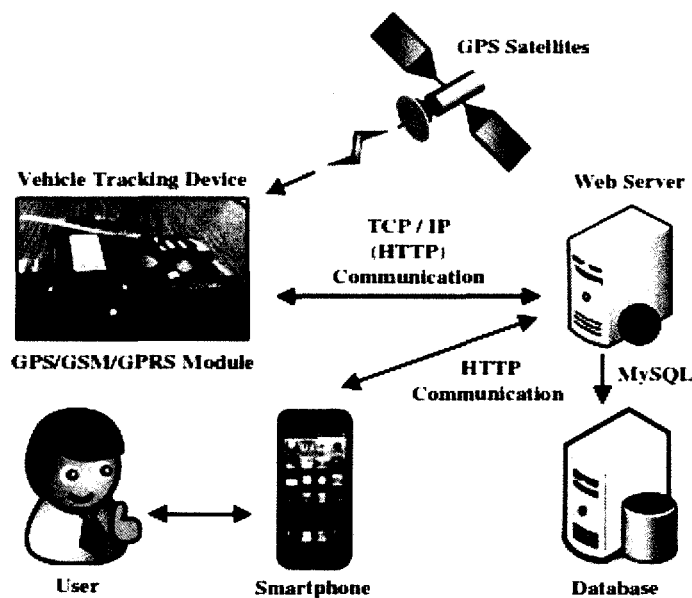 GPS Satellites
Vehicle Tracking Device
Web Server
TCP / IP
(HTTP)
Communication
GPS/GSM/GPRS Module
HTTP
Communication
MySQL
User
Smartphone
Database